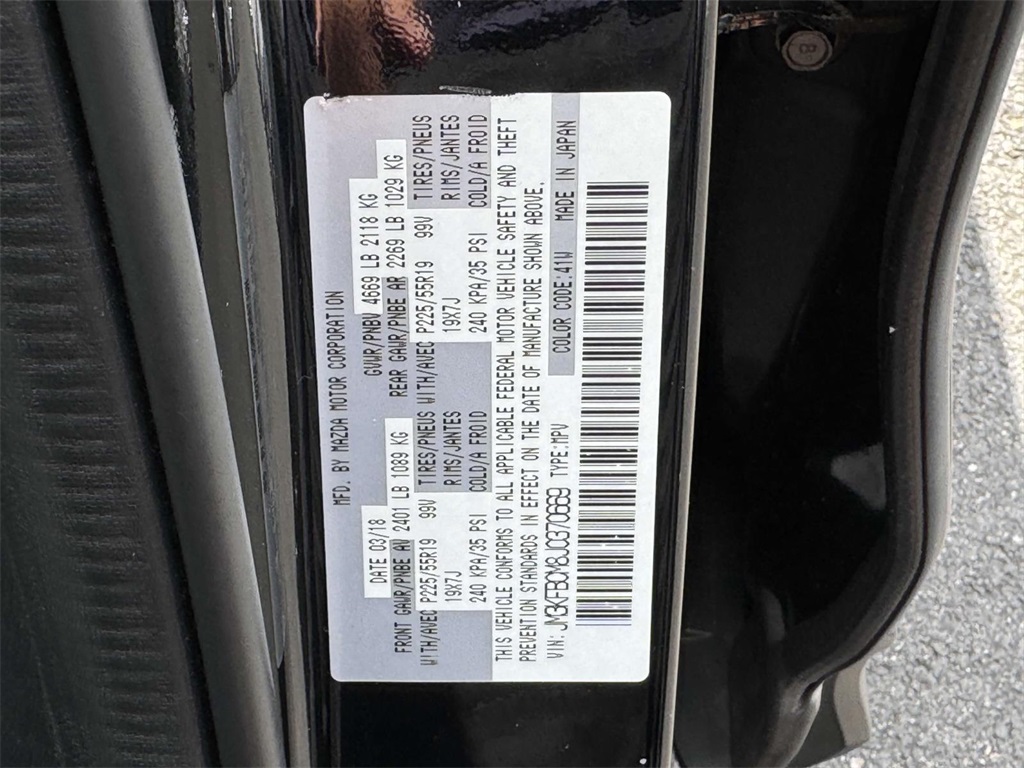 MFD. BY MAZDA MOTOR CORPORATION
DATE 03/18 GVWR/PNBV 4669 LB 2118 KG
FRONT GAWR/PNBE AV 2401 LB 1089 KG REAR GAWR/PNBE AR 2269 LB 1029 KG
WITH/AVEC P225/55R19 99V TIRES/PNEUS WITH/AVEC P225/55R19 99V TIRES/PNEUS
19X7J RIMS/JANTES 19X7J RIMS/JANTES
240 KPA/35 PSI COLD/A FROID 240 KPA/35 PSI COLD/A FROID
THIS VEHICLE CONFORMS TO ALL APPLICABLE FEDERAL MOTOR VEHICLE SAFETY AND THEFT
PREVENTION STANDARDS IN EFFECT ON THE DATE OF MANUFACTURE SHOWN ABOVE.
VIN: JM3KFBCM8J0370669 TYPE:MPV COLOR CODE:41W MADE IN JAPAN
8